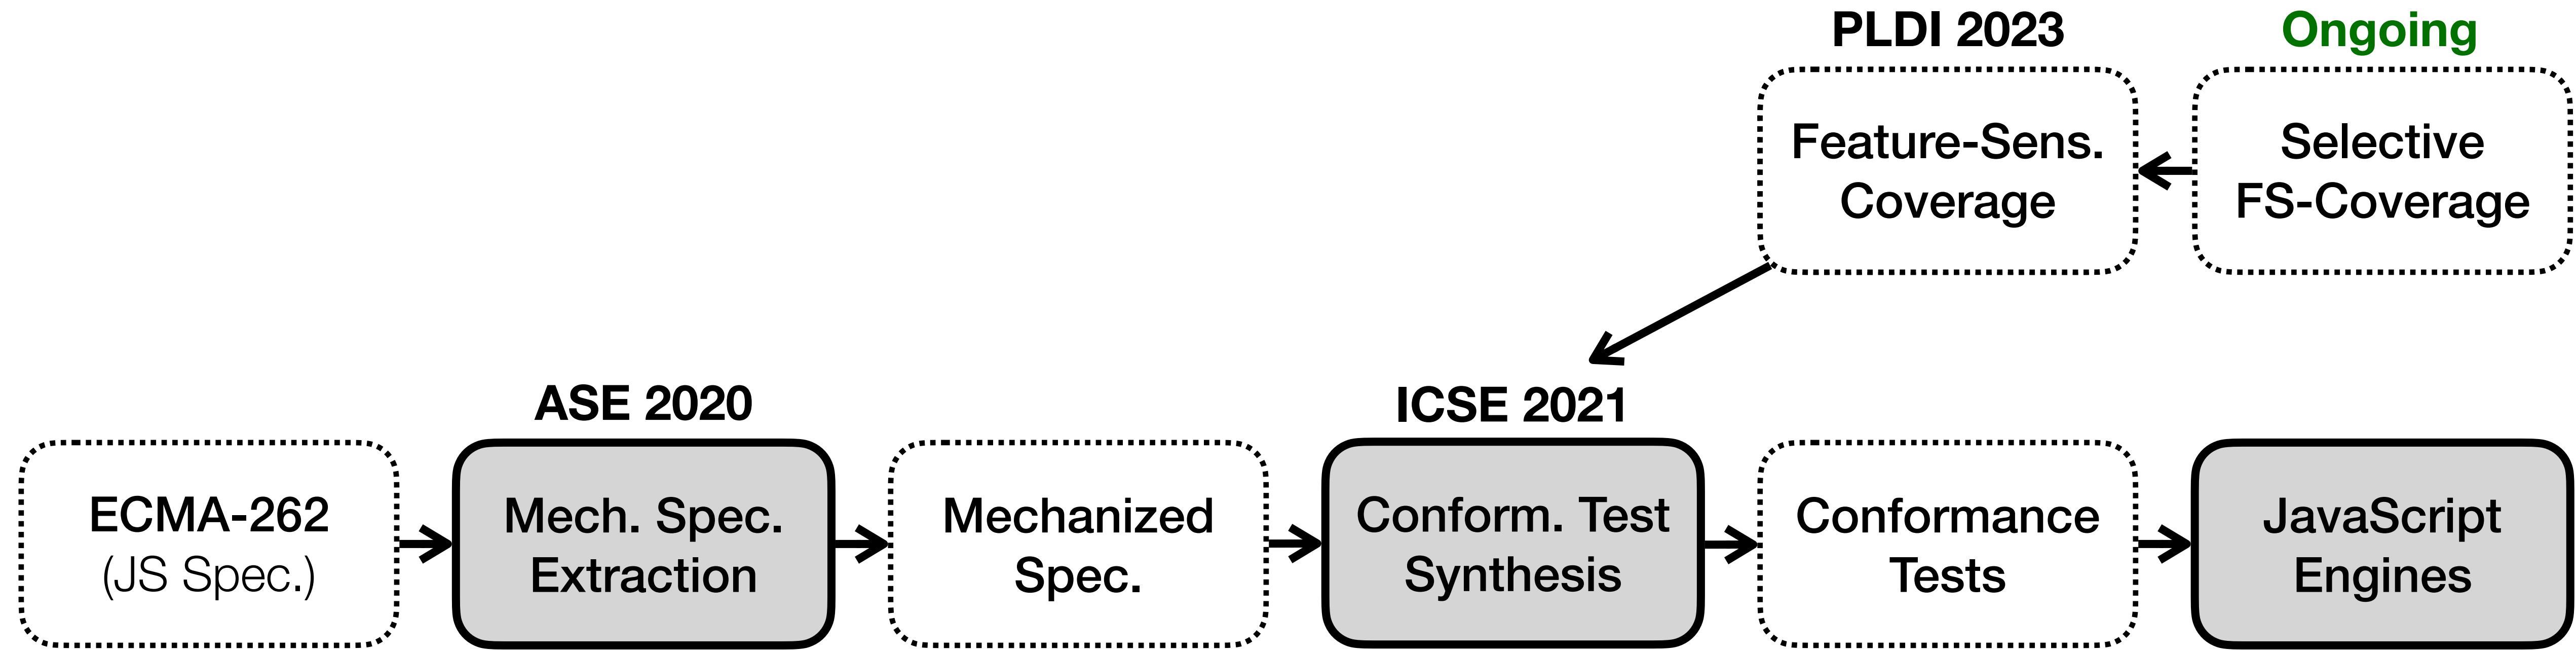 PLDI 2023
Ongoing
Feature-Sens.
Coverage
Selective
FS-Coverage
ASE 2020
ICSE 2021
ECMA-262
(JS Spec.)
Mech. Spec.
Extraction
Mechanized
Spec.
Conform. Test
Synthesis
Conformance
Tests
JavaScript
Engines